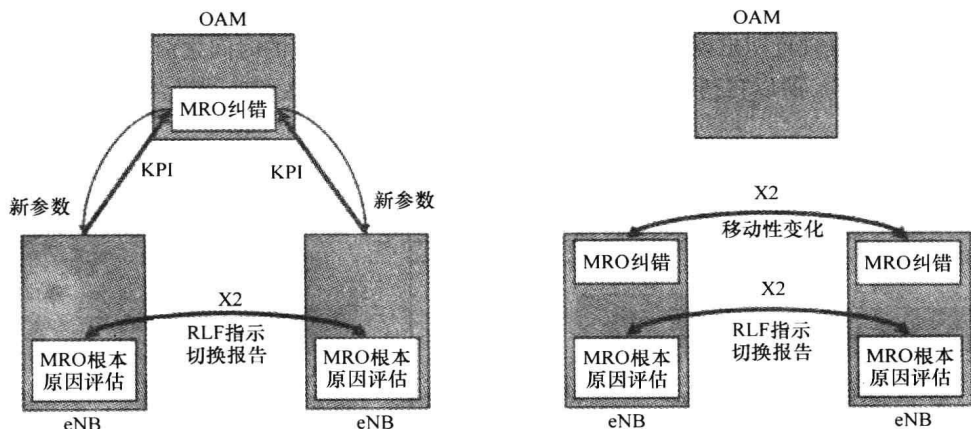 OAM
MRO纠错
KPI
KPI
新参数
新参数
X2
RLF指示
切换报告
MRO根本
原因评估
MRO根本
原因评估
eNB
eNB
OAM
X2
移动性变化
MRO纠错
MRO纠错
X2
RLF指示
切换报告
MRO根本
原因评估
MRO根本
原因评估
eNB
eNB